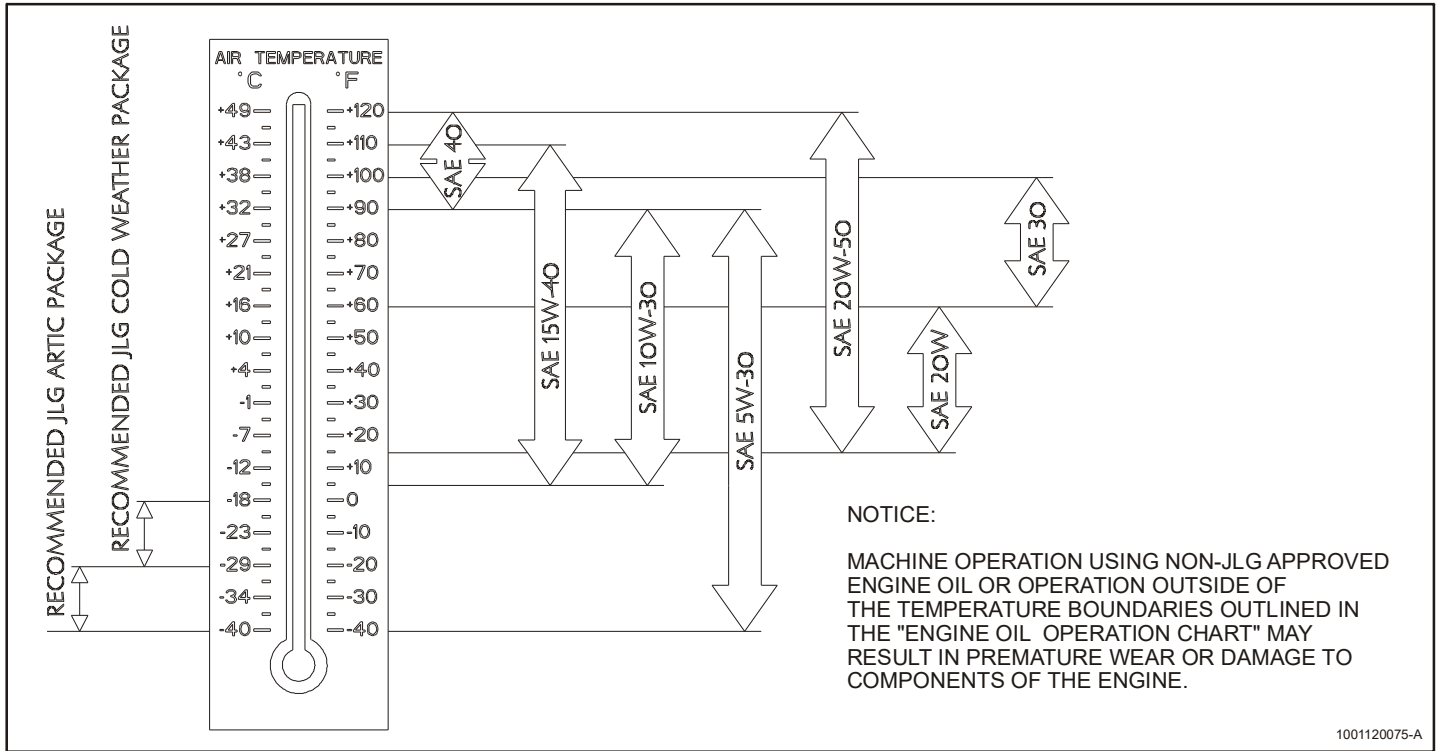 RECOMMENDED JLG ARTIC PACKAGE
RECOMMENDED JLG COLD WEATHER PACKAGE
AIR TEMPERATURE
°C °F
+49 +120
+43 +110
+38 +100
+32 +90
+27 +80
+21 +70
+16 +60
+10 +50
+4 +40
-1 +30
-7 +20
-12 +10
-18 0
-23 -10
-29 -20
-34 -30
-40 -40
SAE 40
SAE 15W-40
SAE 10W-30
SAE 5W-30
SAE 20W-50
SAE 20W
SAE 30
NOTICE:
MACHINE OPERATION USING NON-JLG APPROVED
ENGINE OIL OR OPERATION OUTSIDE OF
THE TEMPERATURE BOUNDARIES OUTLINED IN
THE "ENGINE OIL OPERATION CHART" MAY
RESULT IN PREMATURE WEAR OR DAMAGE TO
COMPONENTS OF THE ENGINE.
1001120075-A